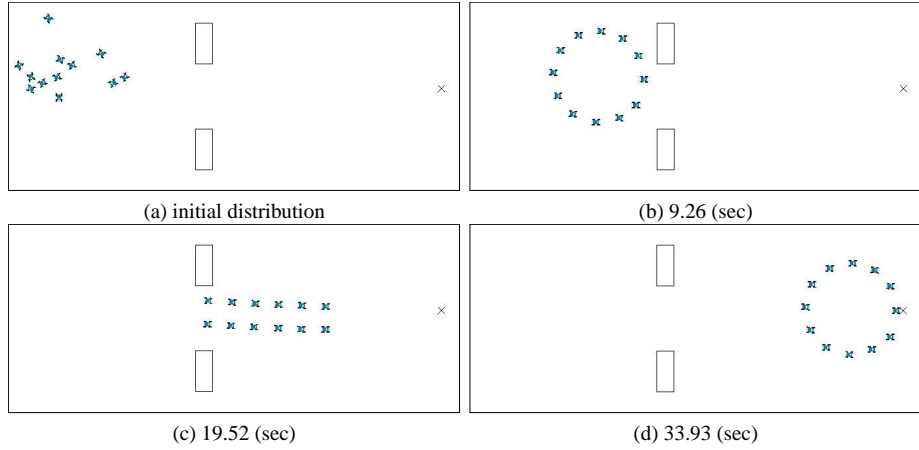 (a) initial distribution
(b) 9.26 (sec)
(c) 19.52 (sec)
(d) 33.93 (sec)